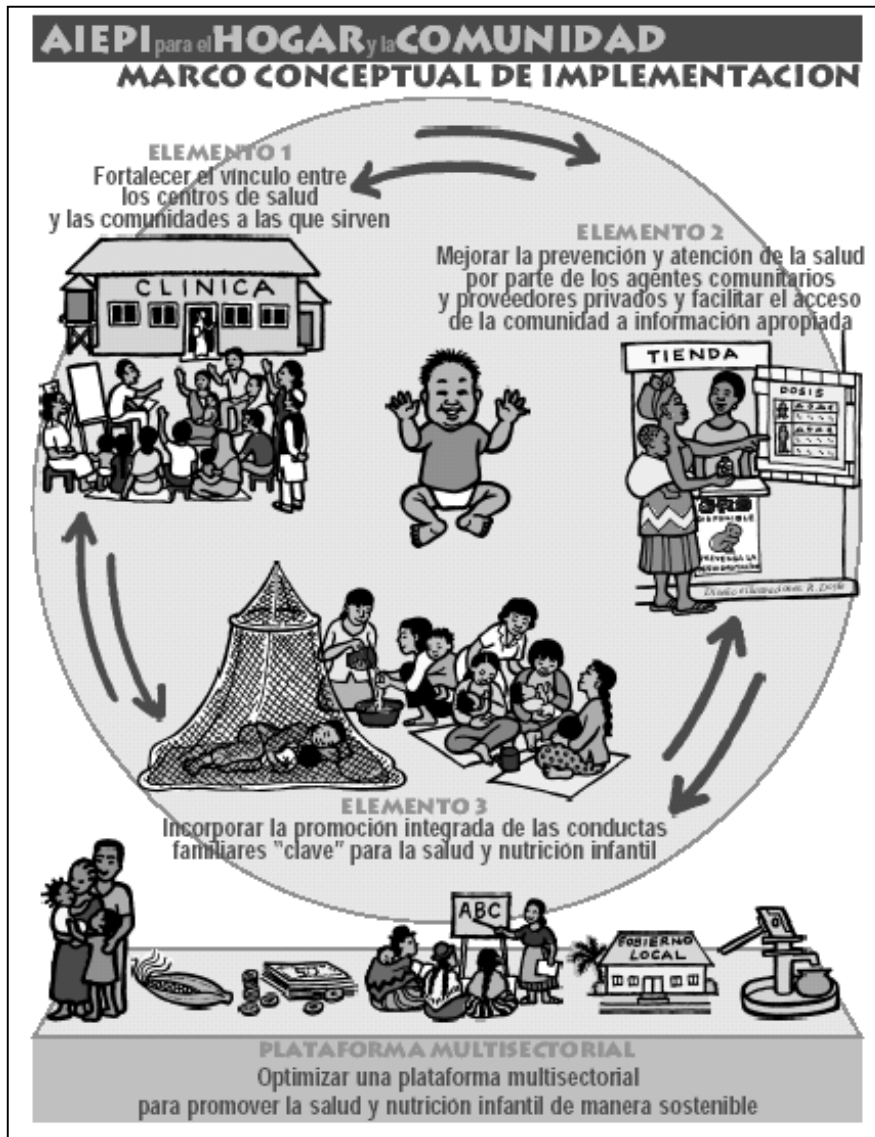 AIEPI para el HOGAR y la COMUNIDAD
MARCO CONCEPTUAL DE IMPLEMENTACION
ELEMENTO 1
Fortalecer el vínculo entre
los centros de salud
y las comunidades a las que sirven
CLINICA
ELEMENTO 2
Mejorar la prevención y atención de la salud
por parte de los agentes comunitarios
y proveedores privados y facilitar el acceso
de la comunidad a información apropiada
TIENDA
DOSIS
DISPONIBLE
PREVENGA LA
ELEMENTO 3
Incorporar la promoción integrada de las conductas
familiares "clave" para la salud y nutrición infantil
ABC
GOBIERNO
LOCAL
PLATAFORMA MULTISECTORIAL
Optimizar una plataforma multisectorial
para promover la salud y nutrición infantil de manera sostenible